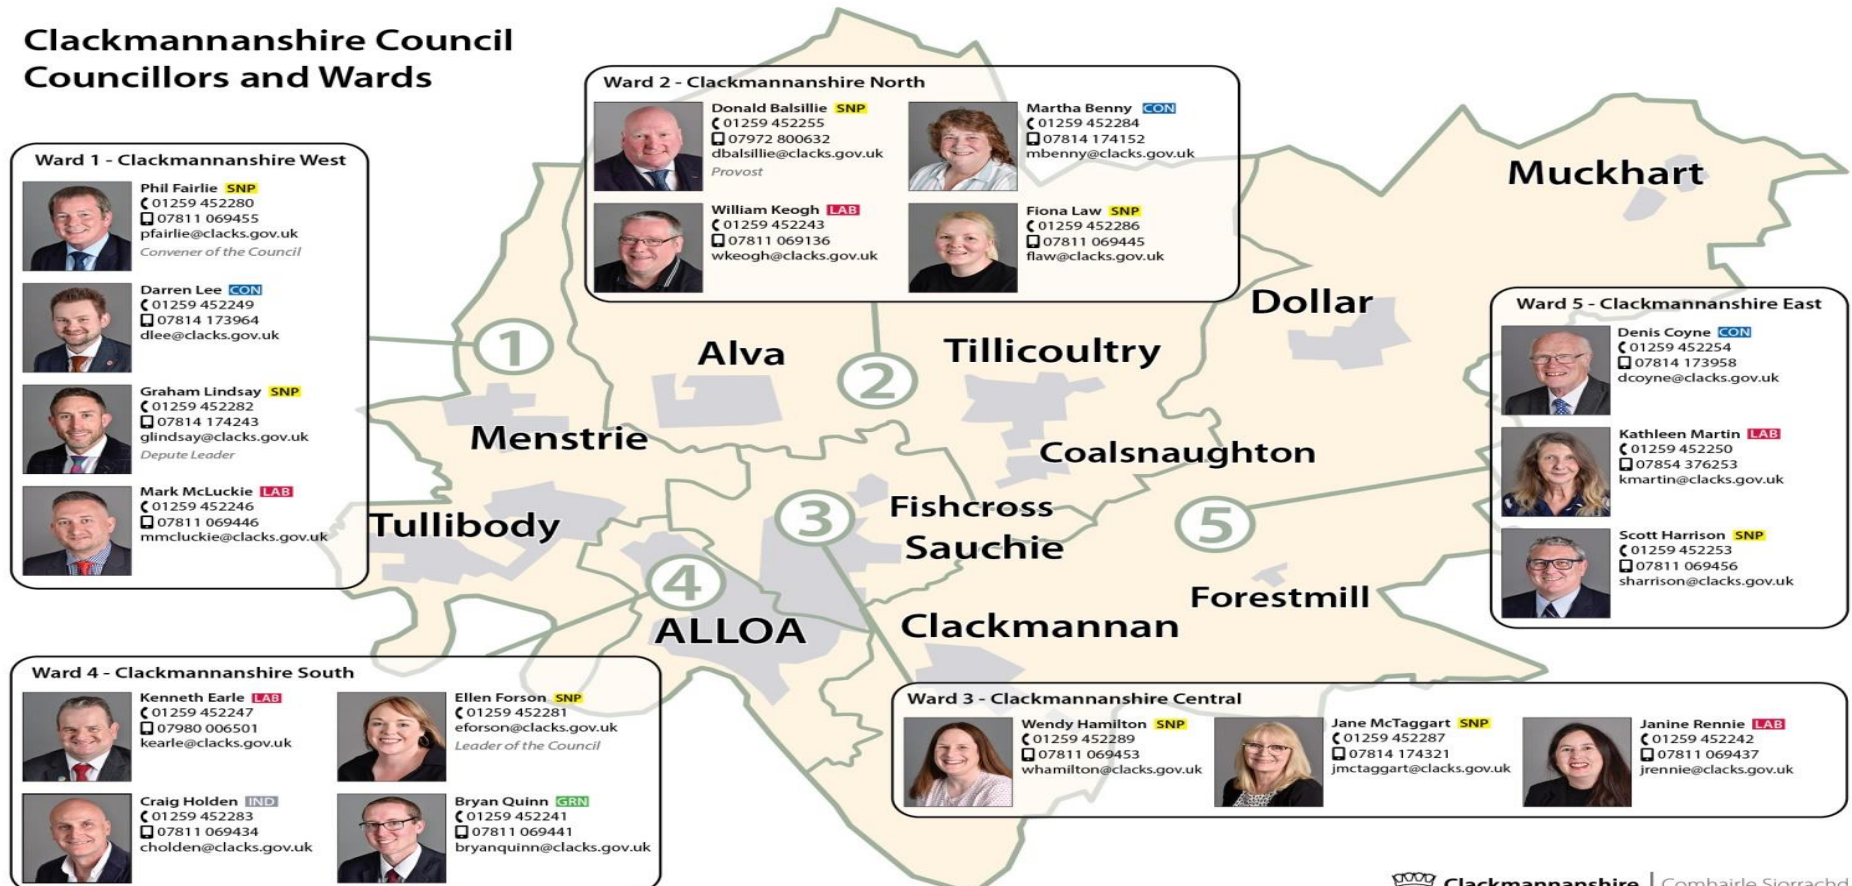 Clackmannanshire Council
Councillors and Wards
Ward 1 - Clackmannanshire West
Phil Fairlie SNP
01259 452280
07811 069455
pfairlie@clacks.gov.uk
Convener of the Council
Darren Lee CON
01259 452249
07814 173964
dlee@clacks.gov.uk
Graham Lindsay SNP
01259 452282
07814 174243
glindsay@clacks.gov.uk
Depute Leader
Mark McLuckie LAB
01259 452246
07811 069446
mmcluckie@clacks.gov.uk
Ward 2 - Clackmannanshire North
Donald Balsillie SNP
01259 452255
07972 800632
dbalsillie@clacks.gov.uk
Provost
Martha Benny CON
01259 452284
07814 174152
mbenny@clacks.gov.uk
William Keogh LAB
01259 452243
07811 069136
wkeogh@clacks.gov.uk
Fiona Law SNP
01259 452286
07811 069445
flaw@clacks.gov.uk
Muckhart
Dollar
1
Alva
2
Tillicoultry
Menstrie
Coalsnaughton
Tullibody
3
Fishcross
Sauchie
5
4
ALLOA
Clackmannan
Forestmill
Ward 5 - Clackmannanshire East
Denis Coyne CON
01259 452254
07814 173958
dcoyne@clacks.gov.uk
Kathleen Martin LAB
01259 452250
07854 376253
kmartin@clacks.gov.uk
Scott Harrison SNP
01259 452253
07811 069456
sharrison@clacks.gov.uk
Ward 4 - Clackmannanshire South
Kenneth Earle LAB
01259 452247
07980 006501
kearle@clacks.gov.uk
Ellen Forson SNP
01259 452281
eforson@clacks.gov.uk
Leader of the Council
Craig Holden IND
01259 452283
07811 069434
cholden@clacks.gov.uk
Bryan Quinn GRN
01259 452241
07811 069441
bryanquinn@clacks.gov.uk
Ward 3 - Clackmannanshire Central
Wendy Hamilton SNP
01259 452289
07811 069453
whamilton@clacks.gov.uk
Jane McTaggart SNP
01259 452287
07814 174321
jmctaggart@clacks.gov.uk
Janine Rennie LAB
01259 452242
07811 069437
jrennie@clacks.gov.uk
Clackmannanshire | Comhairle Siorrachd